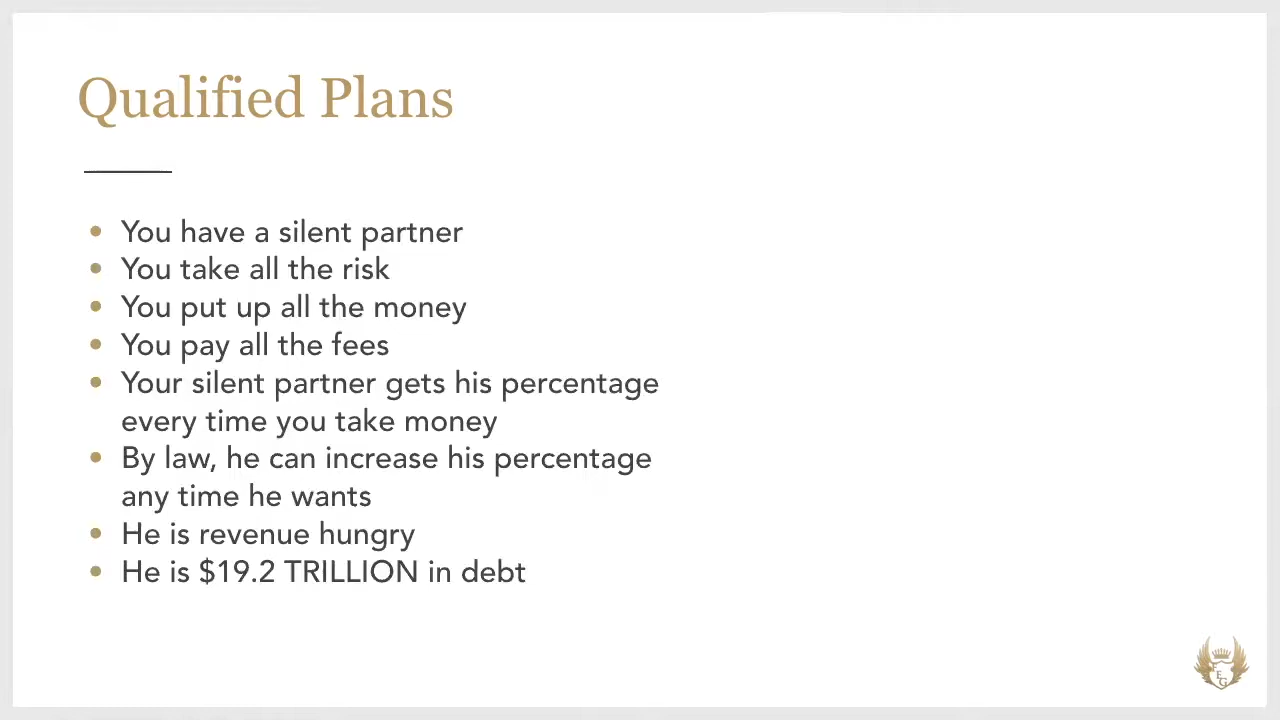 Qualified Plans
You have a silent partner
You take all the risk
You put up all the money
You pay all the fees
Your silent partner gets his percentage
every time you take money
By law, he can increase his percentage
any time he wants
He is revenue hungry
He is $19.2 TRILLION in debt
FEG